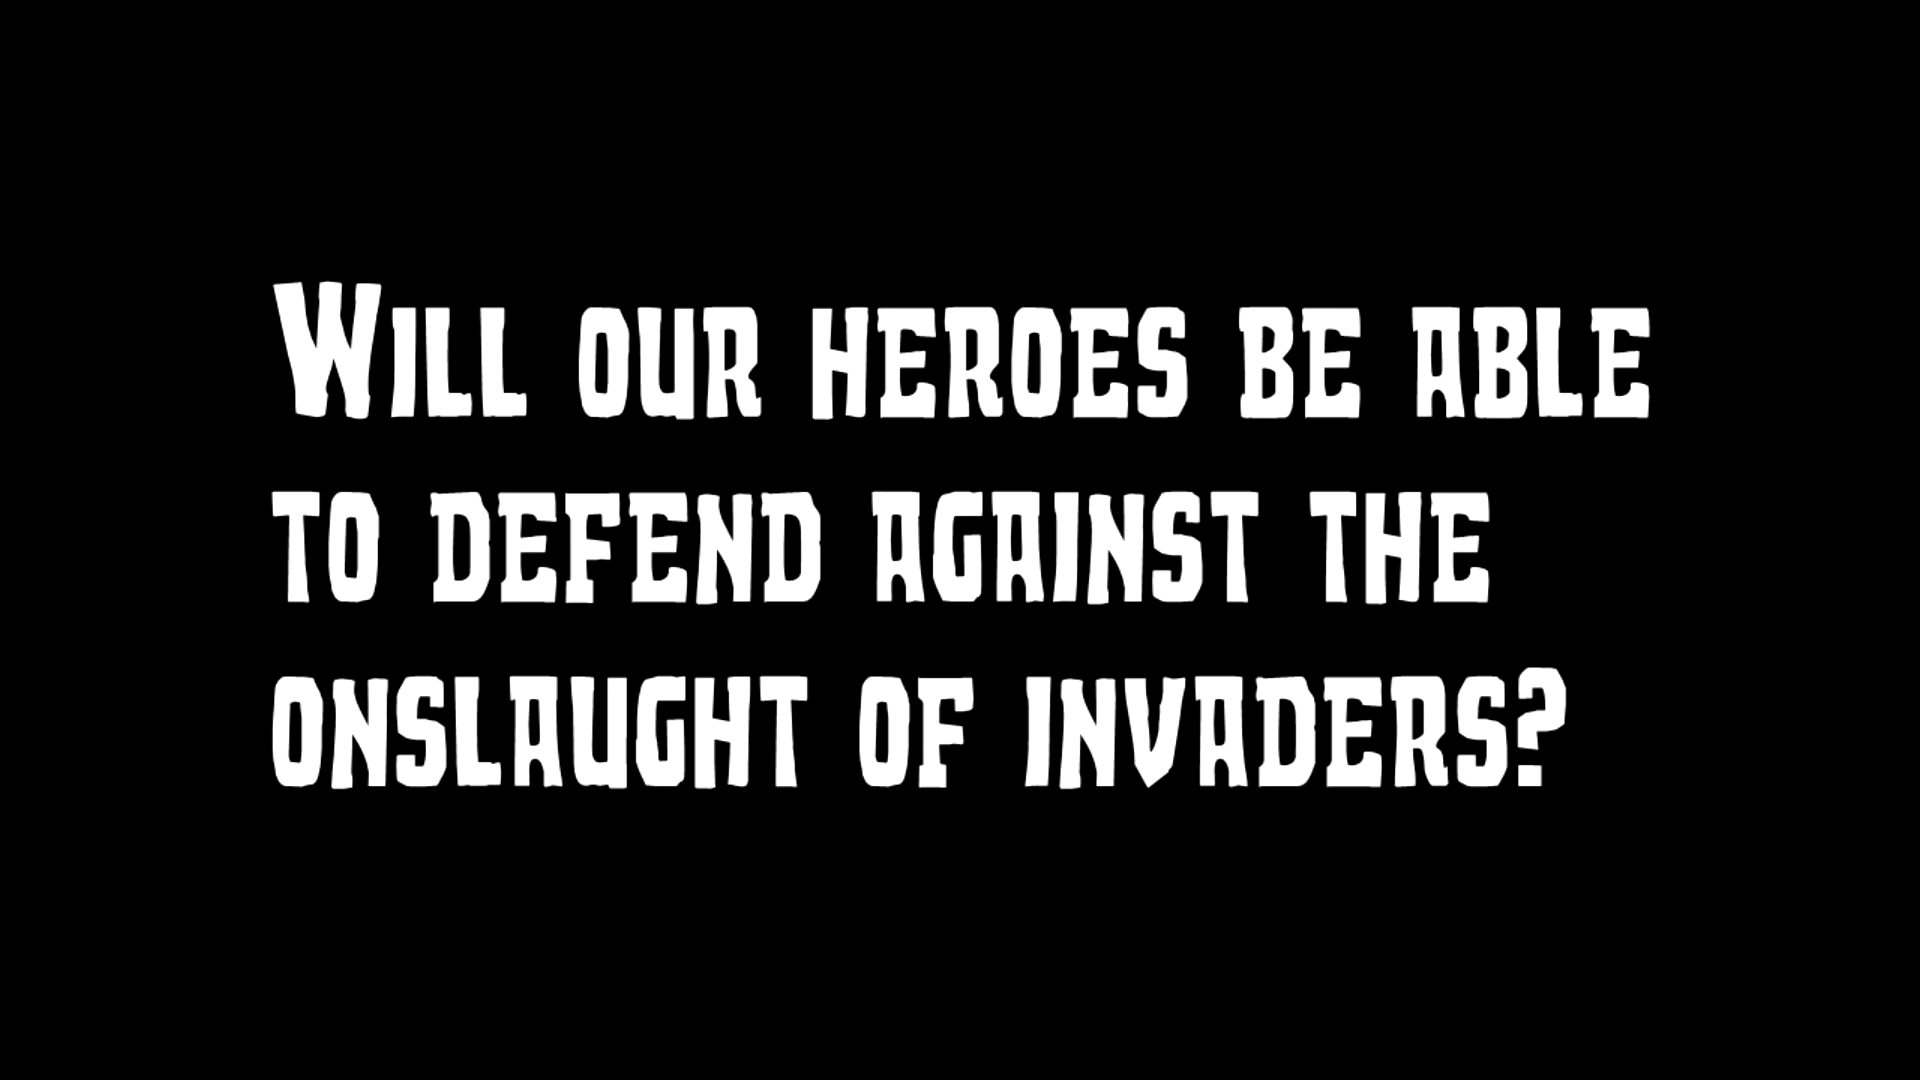 Will our heroes be able
to defend against the
onslaught of invaders?